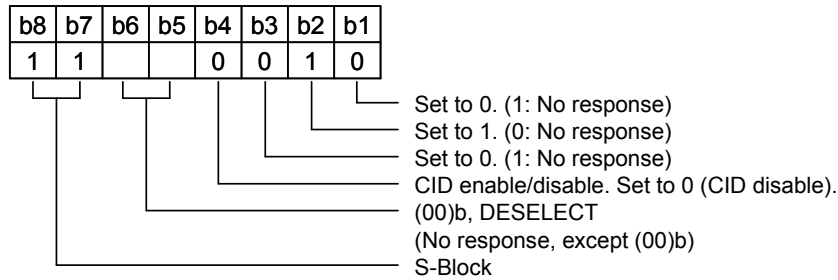 b8 b7 b6 b5 b4 b3 b2 b1
1 1 0 0 1 0
Set to 0. (1: No response)
Set to 1. (0: No response)
Set to 0. (1: No response)
CID enable/disable. Set to 0 (CID disable).
(00)b, DESELECT
(No response, except (00)b)
S-Block